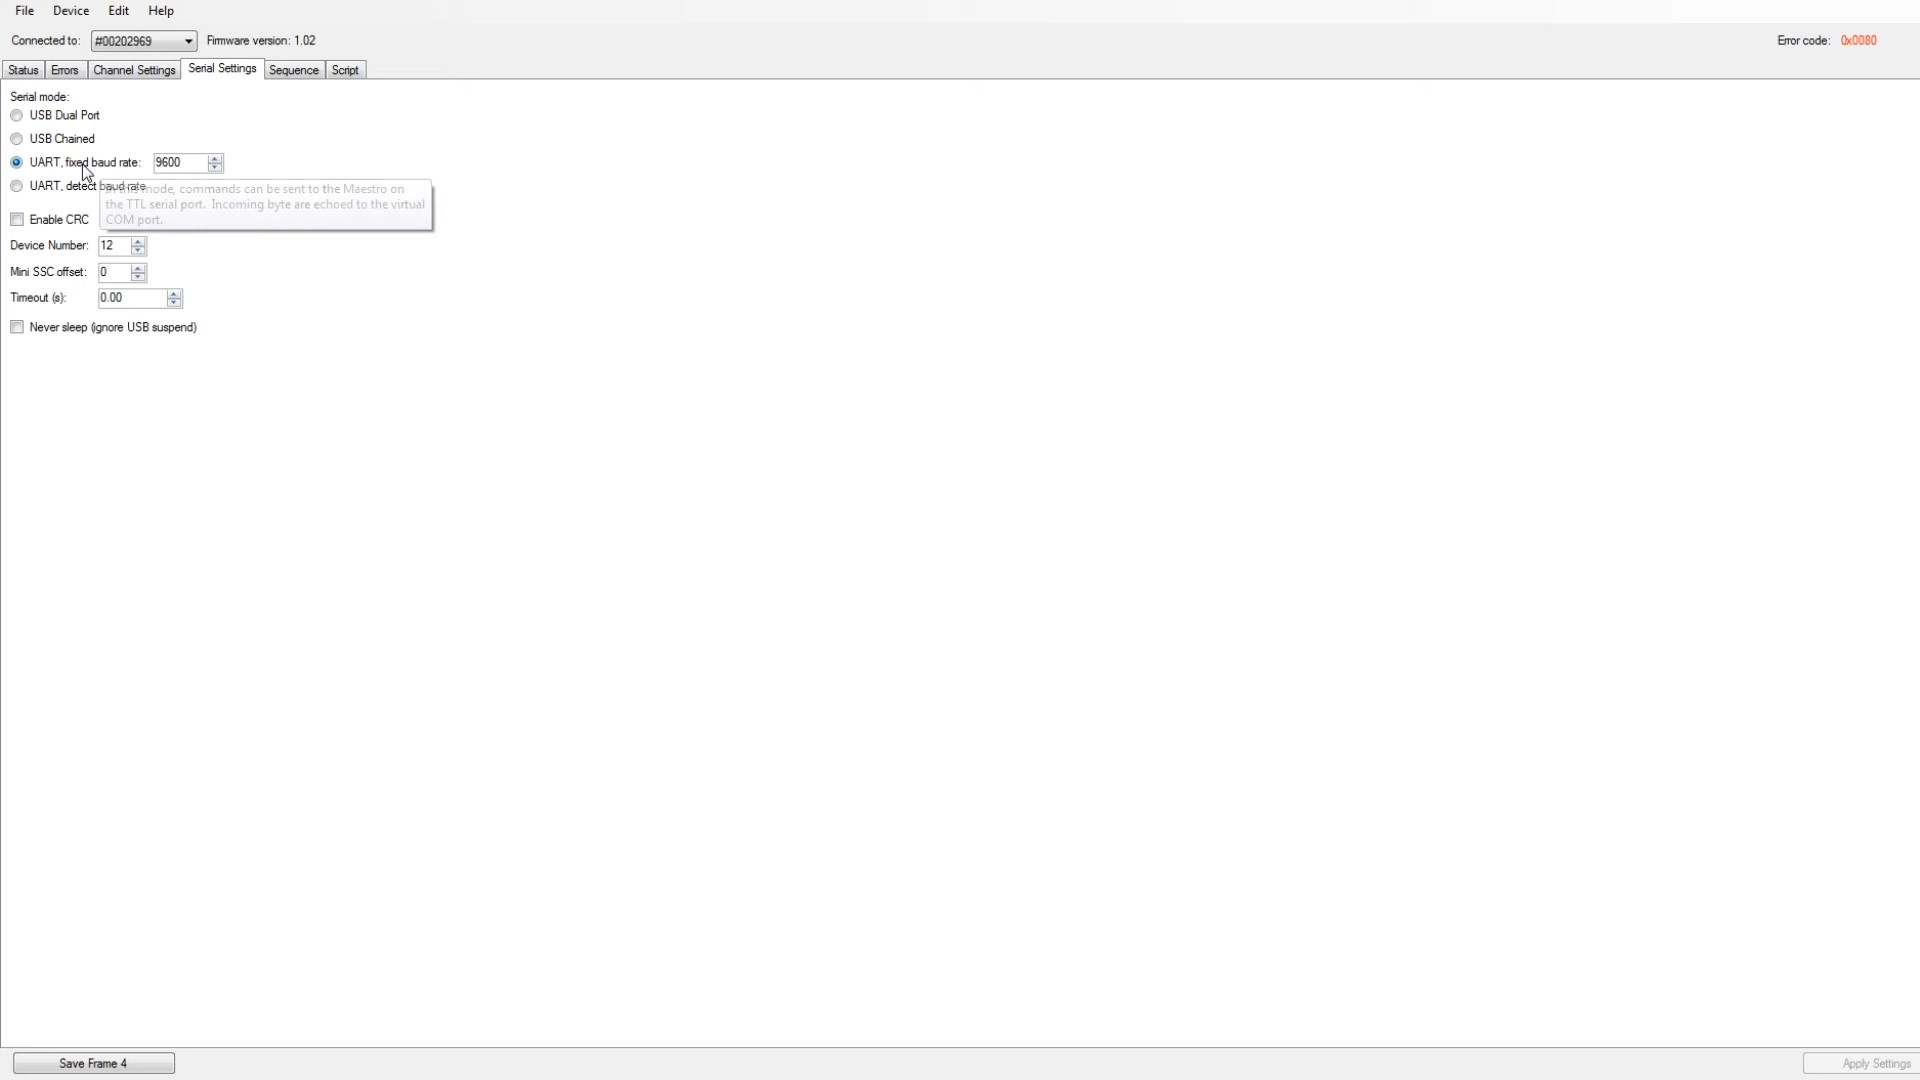 File Device Edit Help
Connected to: #00202969 Firmware version: 1.02 Error code: 0x0080
Status Errors Channel Settings Serial Settings Sequence Script
Serial mode:
USB Dual Port
USB Chained
UART, fixed baud rate: 9600
UART, detect baud rate
mode, commands can be sent to the Maestro on
the TTL serial port. Incoming byte are echoed to the virtual
COM port.
Enable CRC
Device Number: 12
Mini SSC offset: 0
Timeout (s): 0.00
Never sleep (ignore USB suspend)
Save Frame 4 Apply Settings